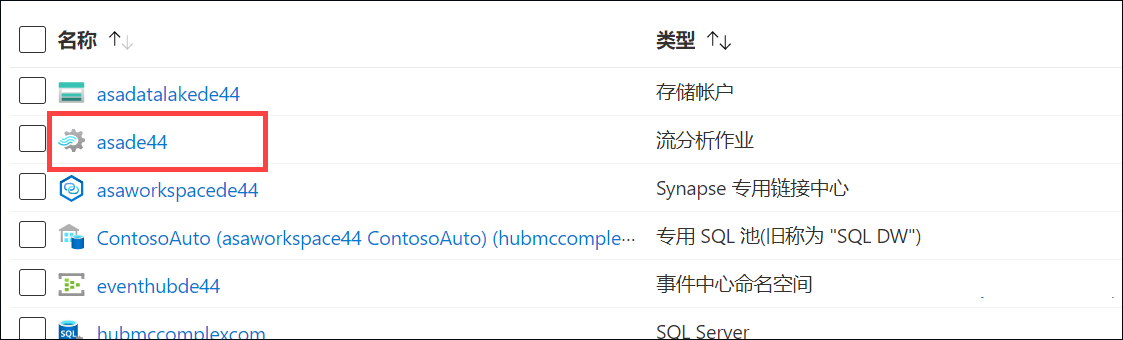 名称 ↑↓ 类型 ↑↓
asadatalakede44 存储帐户
asade44 流分析作业
asaworkspacede44 Synapse 专用链接中心
ContosoAuto (asaworkspace44 ContosoAuto) (hubmccomple··· 专用 SQL 池(旧称为 "SQL DW")
eventhubde44 事件中心命名空间
hubmccomplexcom SQL Server